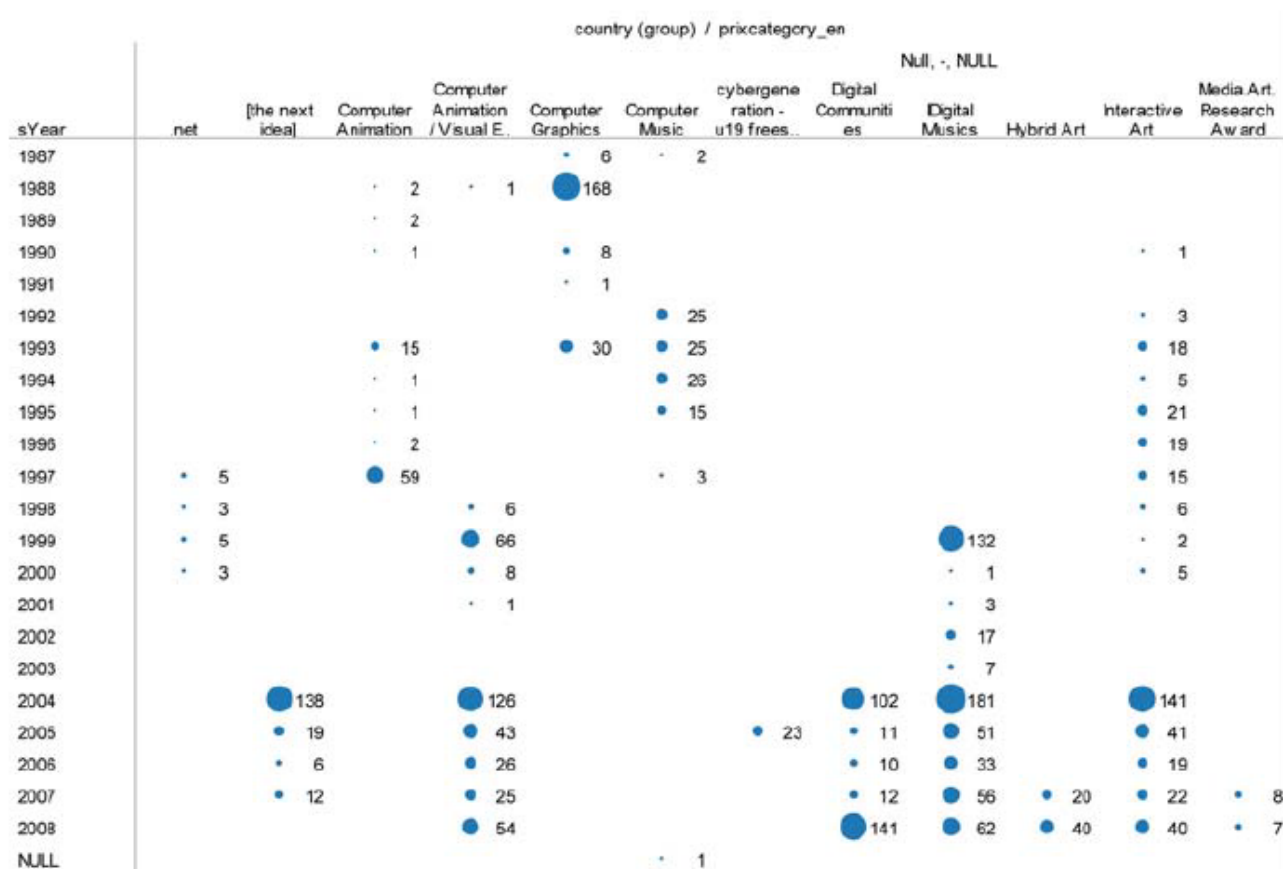 country (group) / prixcategory_en
Null, -, NULL
sYear .net [the next idea] Computer Animation Computer Animation / Visual E.. Computer Graphics Computer Music cybergene ration - u19 frees.. Digital Communiti es Digital Musics Hybrid Art Interactive Art Media.Art. Research Award
1987 6 2
1988 2 1 168
1989 2
1990 1 8 1
1991 1
1992 25 3
1993 15 30 25 18
1994 1 26 5
1995 1 15 21
1996 2 19
1997 5 59 3 15
1998 3 6 6
1999 5 66 132 2
2000 3 8 1 5
2001 1 3
2002 17
2003 7
2004 138 126 102 181 141
2005 19 43 23 11 51 41
2006 6 26 10 33 19
2007 12 25 12 56 20 22 8
2008 54 141 62 40 40 7
NULL 1